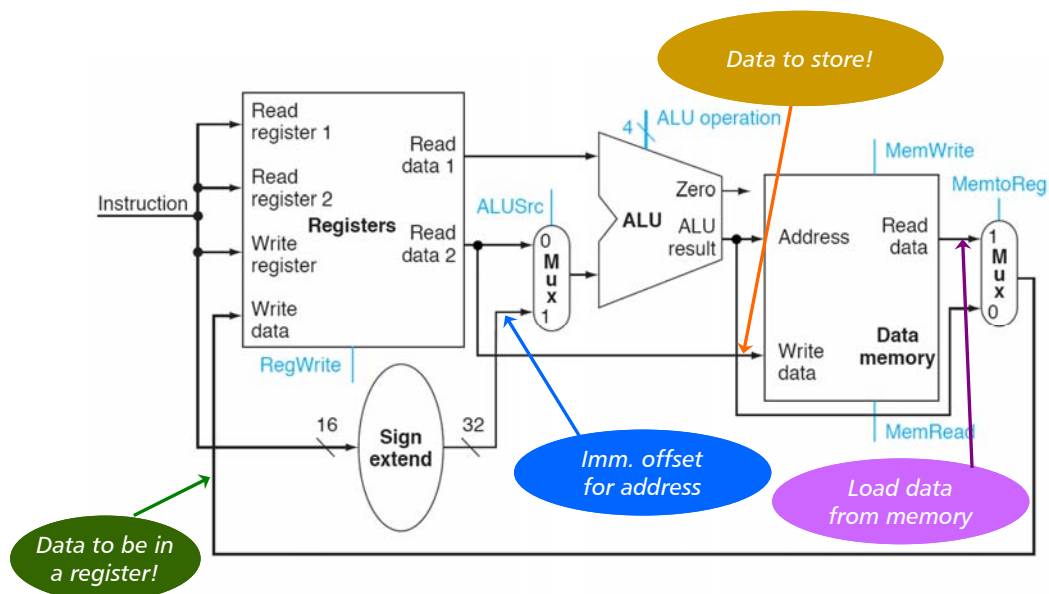 Data to store!
Read
register 1
Read
data 1
4
ALU operation
MemWrite
MemtoReg
Read
register 2
Instruction
Registers
ALUSrc
Zero
ALU
ALU
result
Write
register
Read
data 2
0
Mux
1
Address
Read
data
1
Mux
0
Write
data
RegWrite
Write
data
Data
memory
16
Sign
extend
32
MemRead
Imm. offset
for address
Load data
from memory
Data to be in
a register!